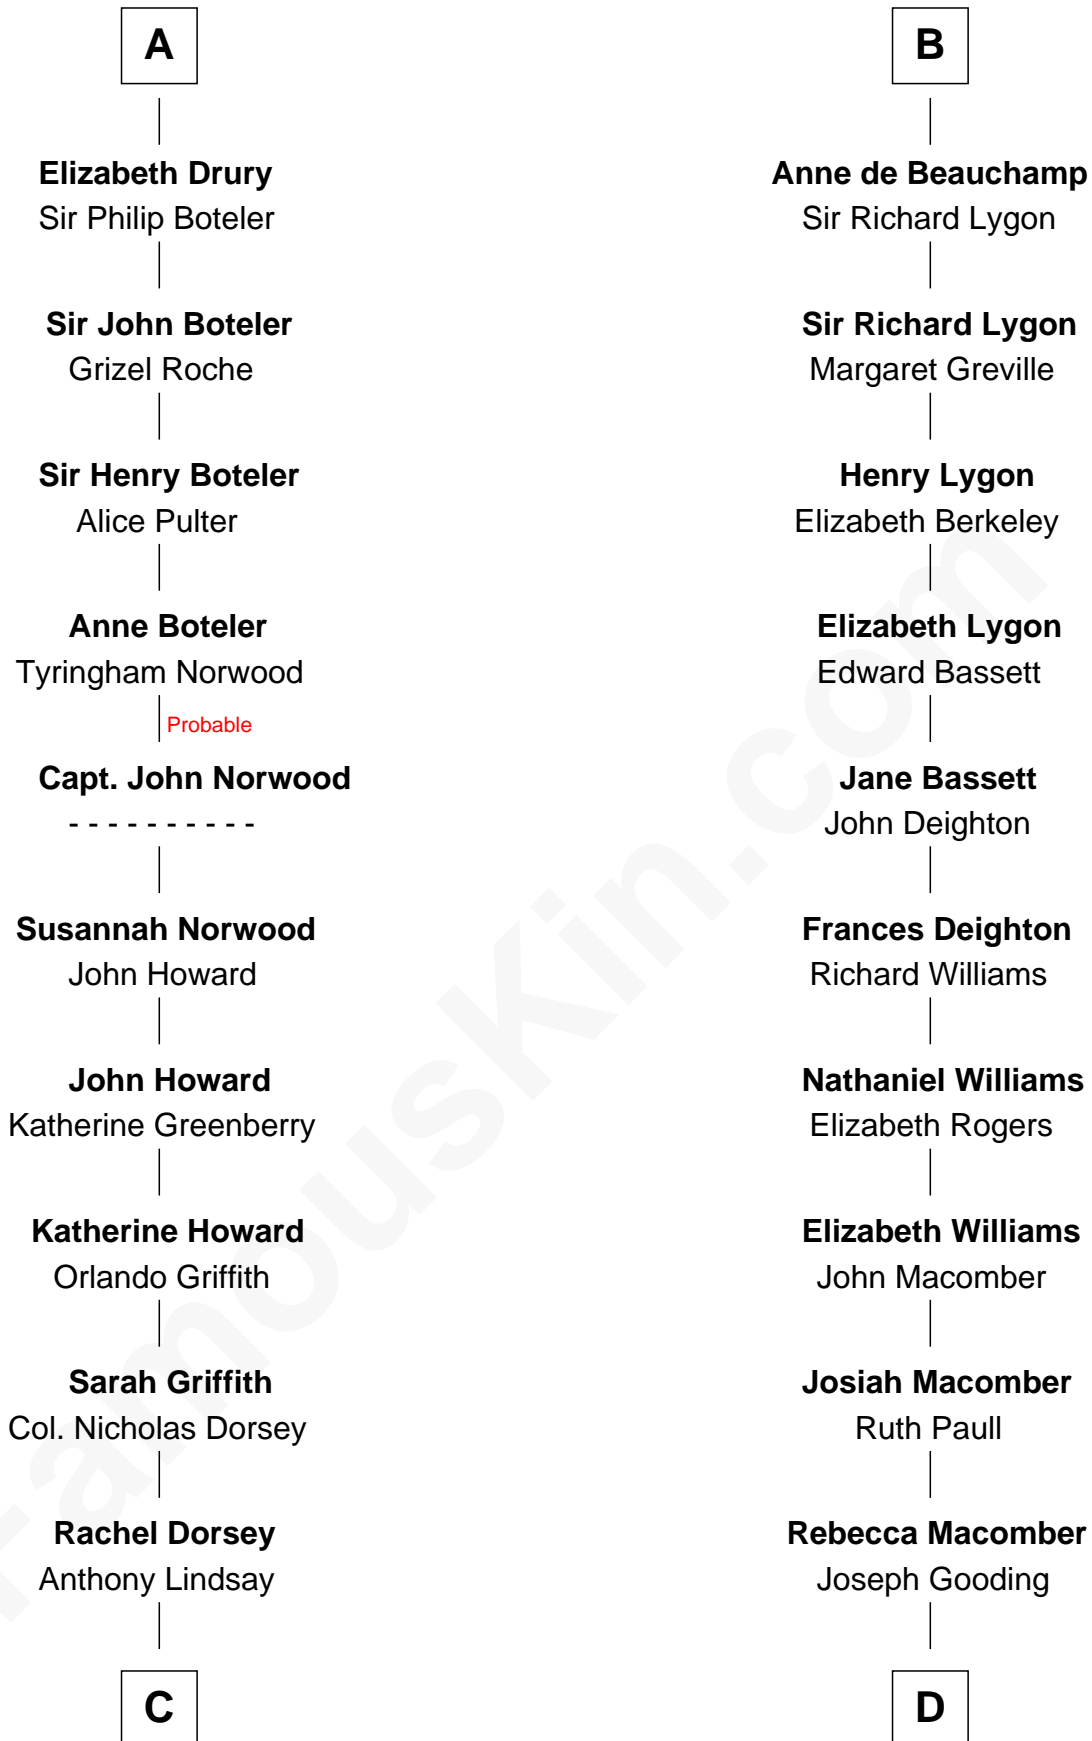 A
Elizabeth Drury
Sir Philip Boteler
Sir John Boteler
Grizel Roche
Sir Henry Boteler
Alice Pulter
Anne Boteler
Tyringham Norwood
Probable
Capt. John Norwood
- - - - - - - - - -
Susannah Norwood
John Howard
John Howard
Katherine Greenberry
Katherine Howard
Orlando Griffith
Sarah Griffith
Col. Nicholas Dorsey
Rachel Dorsey
Anthony Lindsay
C
B
Anne de Beauchamp
Sir Richard Lygon
Sir Richard Lygon
Margaret Greville
Henry Lygon
Elizabeth Berkeley
Elizabeth Lygon
Edward Bassett
Jane Bassett
John Deighton
Frances Deighton
Richard Williams
Nathaniel Williams
Elizabeth Rogers
Elizabeth Williams
John Macomber
Josiah Macomber
Ruth Paull
Rebecca Macomber
Joseph Gooding
D
FamousKin.com